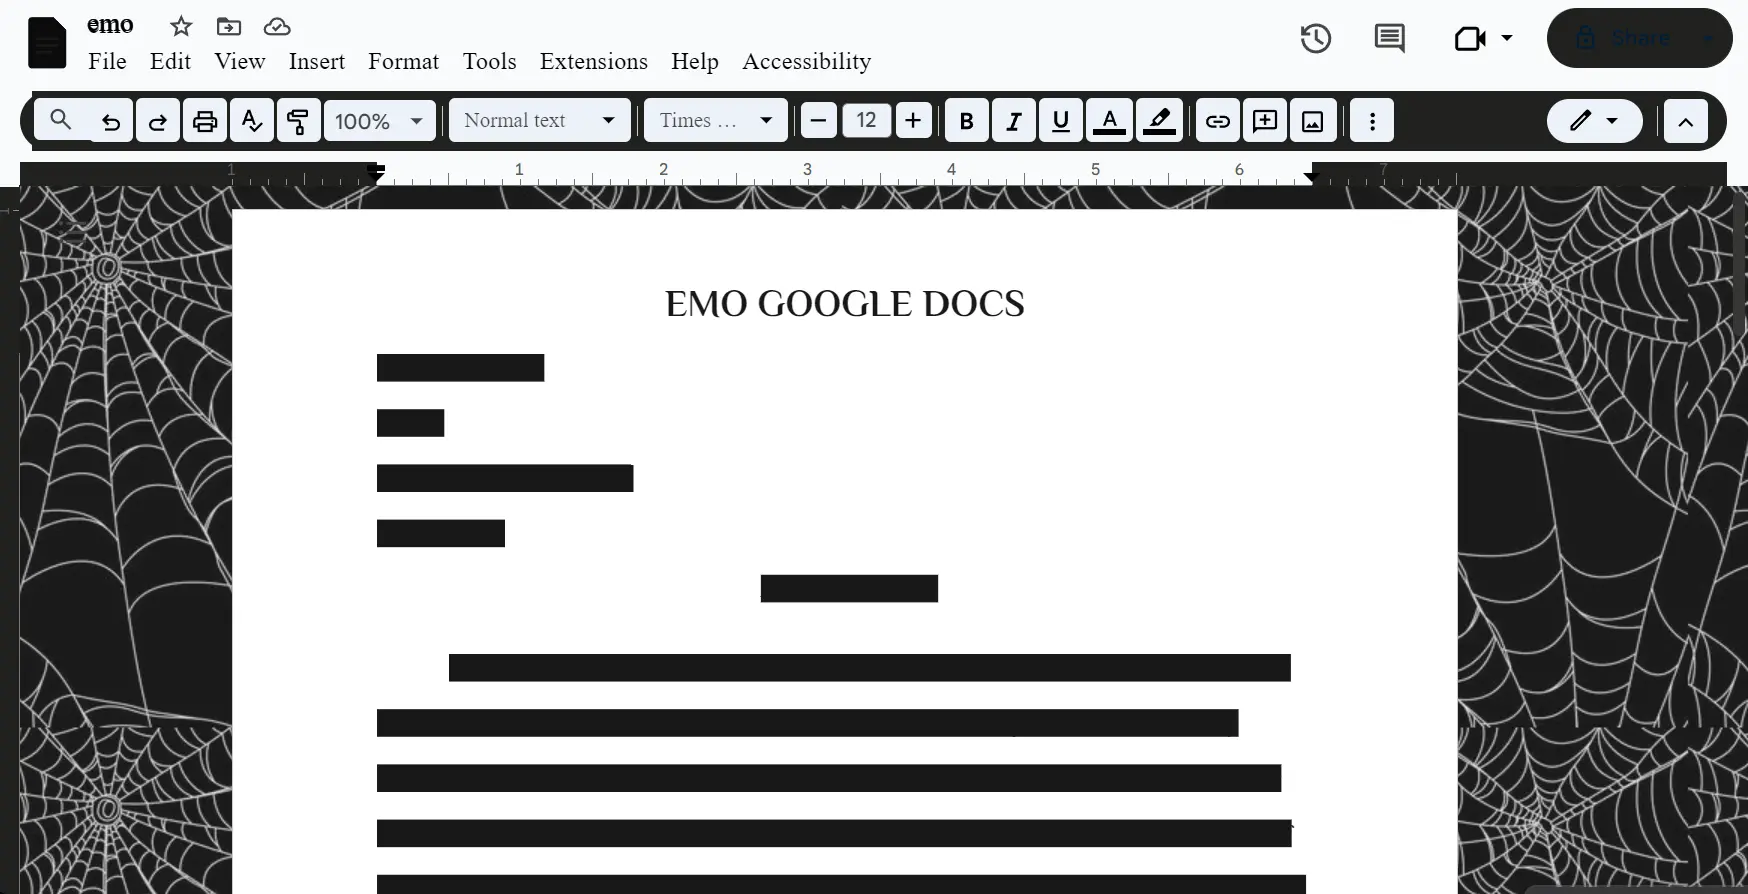 emo
File Edit View Insert Format Tools Extensions Help Accessibility
Share
100% Normal text Times ... 12 B I U A
1 1 2 3 4 5 6 7
1
EMO GOOGLE DOCS